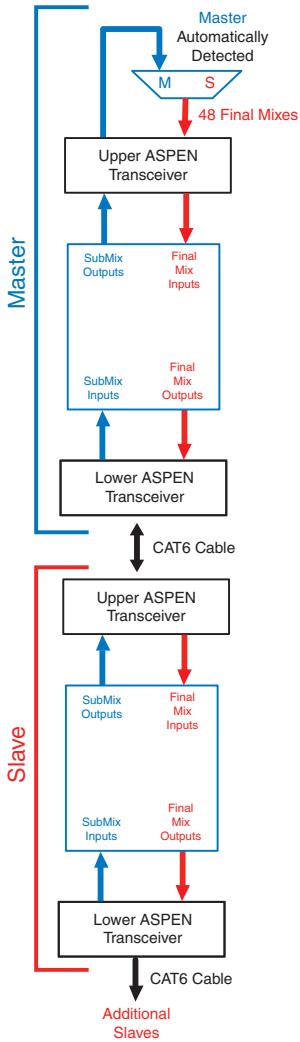 Master
Automatically
Detected
M S
48 Final Mixes
Upper ASPEN
Transceiver
SubMix
Outputs
Final
Mix
Inputs
Master
SubMix
Inputs
Final
Mix
Outputs
Lower ASPEN
Transceiver
CAT6 Cable
Upper ASPEN
Transceiver
SubMix
Outputs
Final
Mix
Inputs
Slave
SubMix
Inputs
Final
Mix
Outputs
Lower ASPEN
Transceiver
CAT6 Cable
Additional
Slaves